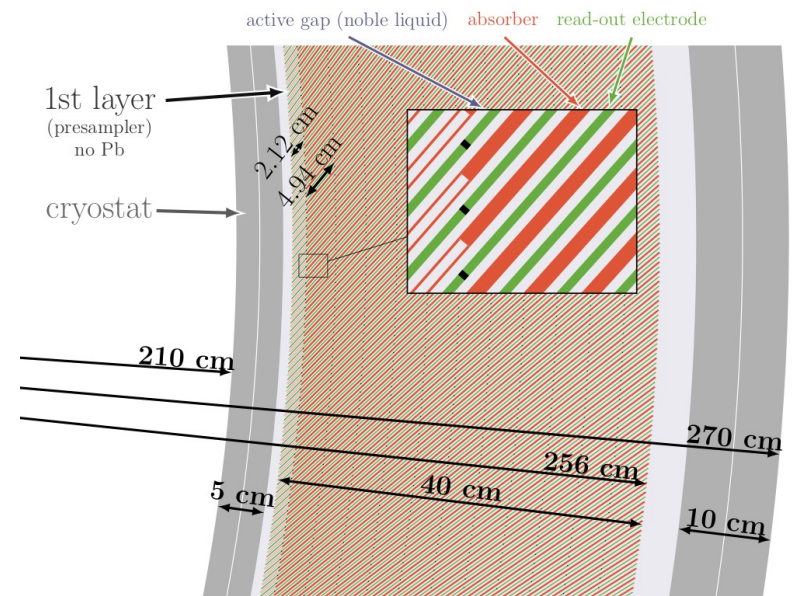 active gap (noble liquid) absorber read-out electrode
1st layer
(presampler)
no Pb
2.12 cm
4.94 cm
cryostat
210 cm
270 cm
256 cm
40 cm
5 cm
10 cm